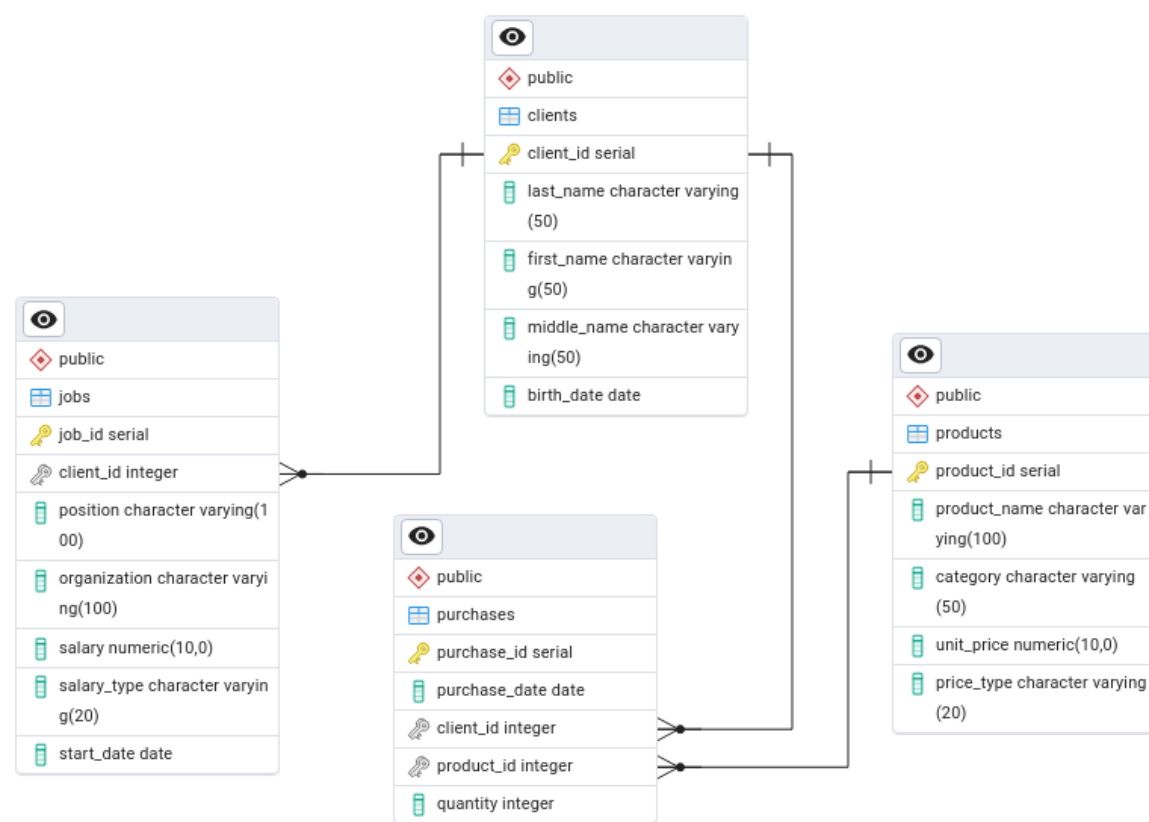 public
clients
client_id serial
last_name character varying
(50)
first_name character varyin
g(50)
middle_name character vary
ing(50)
birth_date date
public
jobs
job_id serial
client_id integer
position character varying(1
00)
organization character varyi
ng(100)
salary numeric(10,0)
salary_type character varyin
g(20)
start_date date
public
purchases
purchase_id serial
purchase_date date
client_id integer
product_id integer
quantity integer
public
products
product_id serial
product_name character var
ying(100)
category character varying
(50)
unit_price numeric(10,0)
price_type character varying
(20)